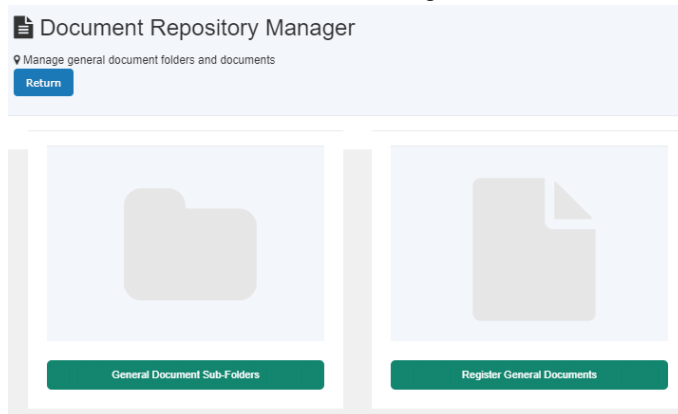 Document Repository Manager
Manage general document folders and documents
Return
General Document Sub-Folders
Register General Documents